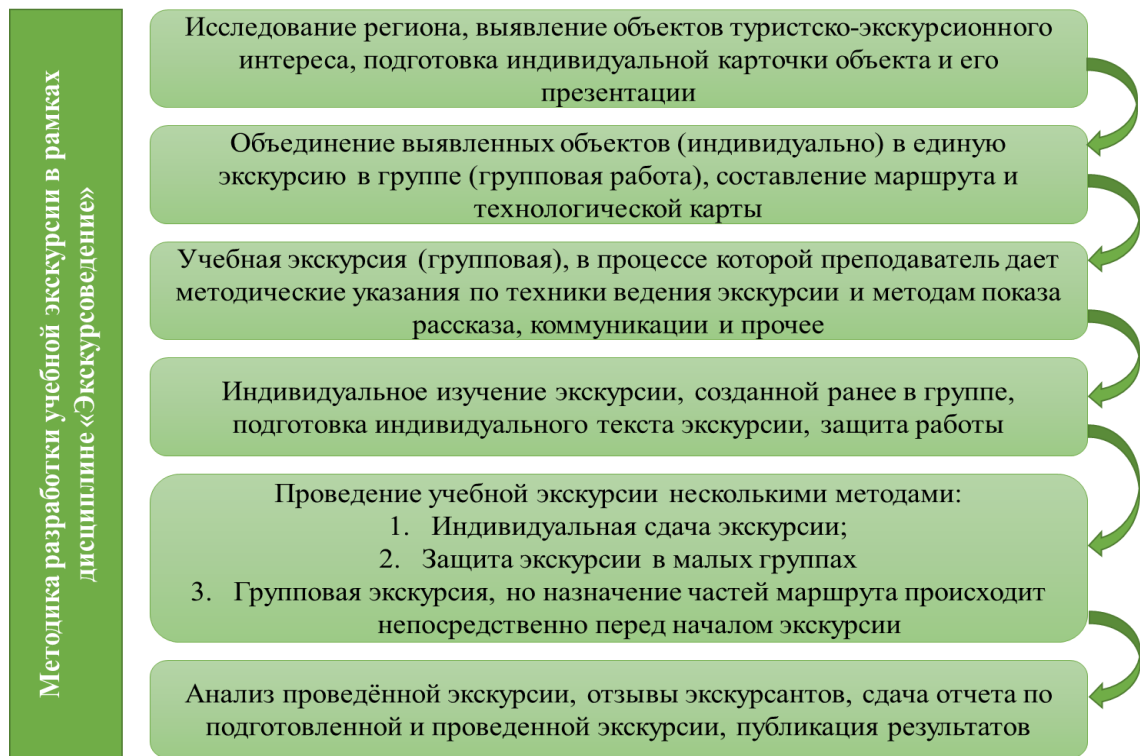 Методика разработки учебной экскурсии в рамках
дисциплине «Экскурсоведение»
Исследование региона, выявление объектов туристско-экскурсионного
интереса, подготовка индивидуальной карточки объекта и его
презентации
Объединение выявленных объектов (индивидуально) в единую
экскурсию в группе (групповая работа), составление маршрута и
технологической карты
Учебная экскурсия (групповая), в процессе которой преподаватель дает
методические указания по техники ведения экскурсии и методам показа
рассказа, коммуникации и прочее
Индивидуальное изучение экскурсии, созданной ранее в группе,
подготовка индивидуального текста экскурсии, защита работы
Проведение учебной экскурсии несколькими методами:
1. Индивидуальная сдача экскурсии;
2. Защита экскурсии в малых группах
3. Групповая экскурсия, но назначение частей маршрута происходит
непосредственно перед началом экскурсии
Анализ проведённой экскурсии, отзывы экскурсантов, сдача отчета по
подготовленной и проведенной экскурсии, публикация результатов